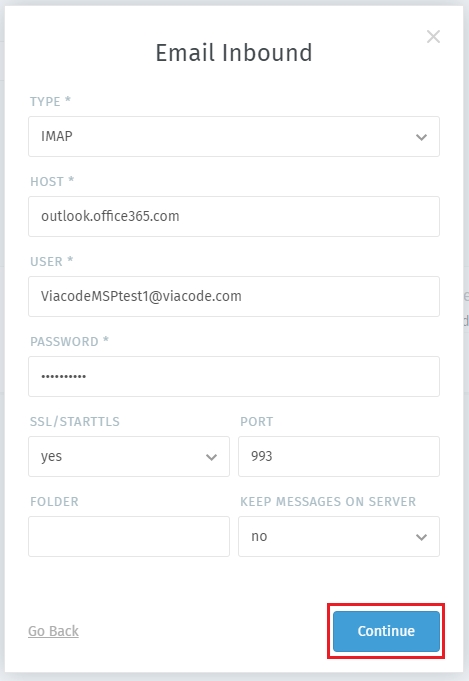 Email Inbound
TYPE *
IMAP
HOST *
outlook.office365.com
USER *
ViacodeMSPtest1@viacode.com
PASSWORD *
••••••••••
SSL/STARTTLS
PORT
yes
993
FOLDER
KEEP MESSAGES ON SERVER
no
Go Back
Continue